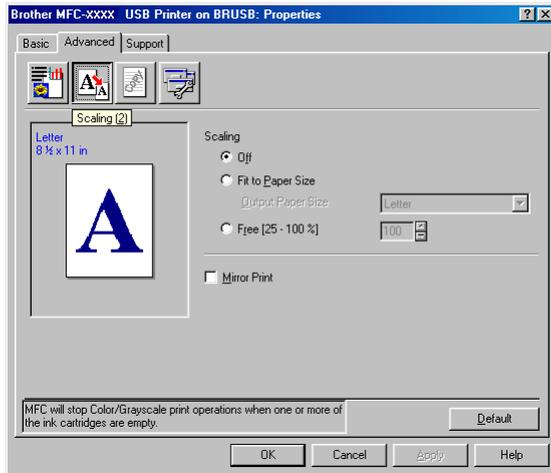 Brother MFC-XXXX USB Printer on BRUSB: Properties
Basic Advanced Support
Scaling (2)
Letter
8 ½ x 11 in
A
Scaling
Off
Fit to Paper Size
Output Paper Size Letter
Free [25 - 100 %] 100
Mirror Print
MFC will stop Color/Grayscale print operations when one or more of
the ink cartridges are empty.
Default
OK Cancel Apply Help